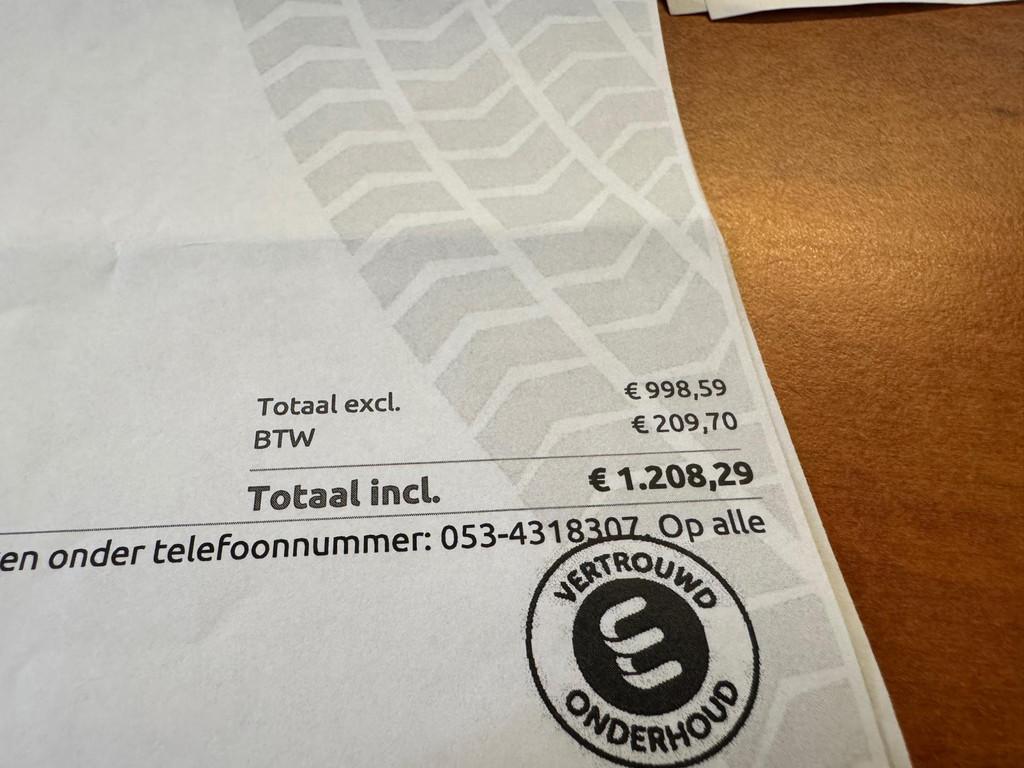 Totaal excl. € 998,59
BTW € 209,70
Totaal incl. € 1.208,29
en onder telefoonnummer: 053-4318307. Op alle
VERTROUWD
ONDERHOUD